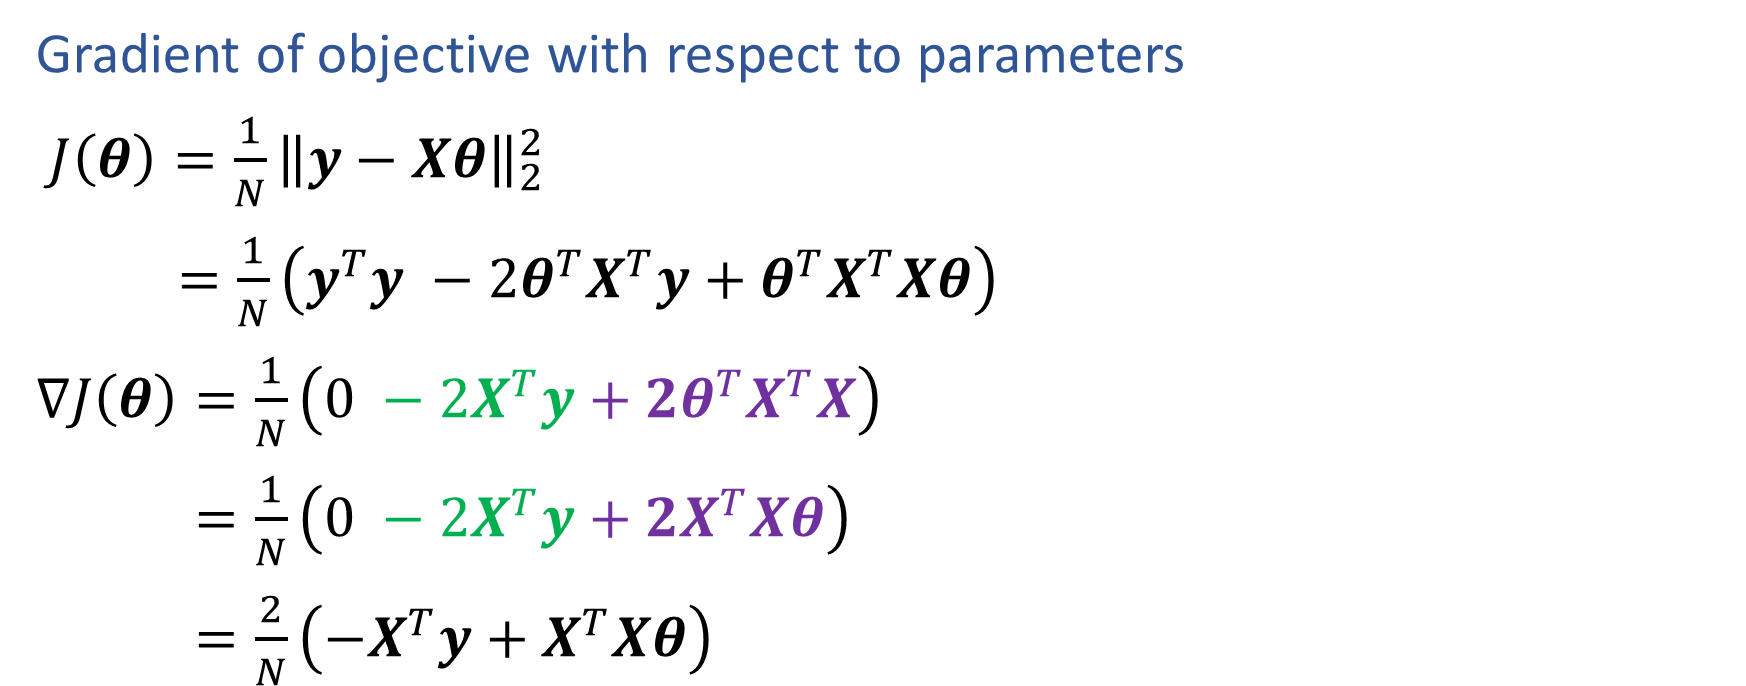 Gradient of objective with respect to parameters
J(θ) = 1/N ‖y − Xθ‖₂²
= 1/N (yᵀy − 2θᵀXᵀy + θᵀXᵀXθ)
∇J(θ) = 1/N (0 − 2Xᵀy + 2θᵀXᵀX)
= 1/N (0 − 2Xᵀy + 2XᵀXθ)
= 2/N (−Xᵀy + XᵀXθ)